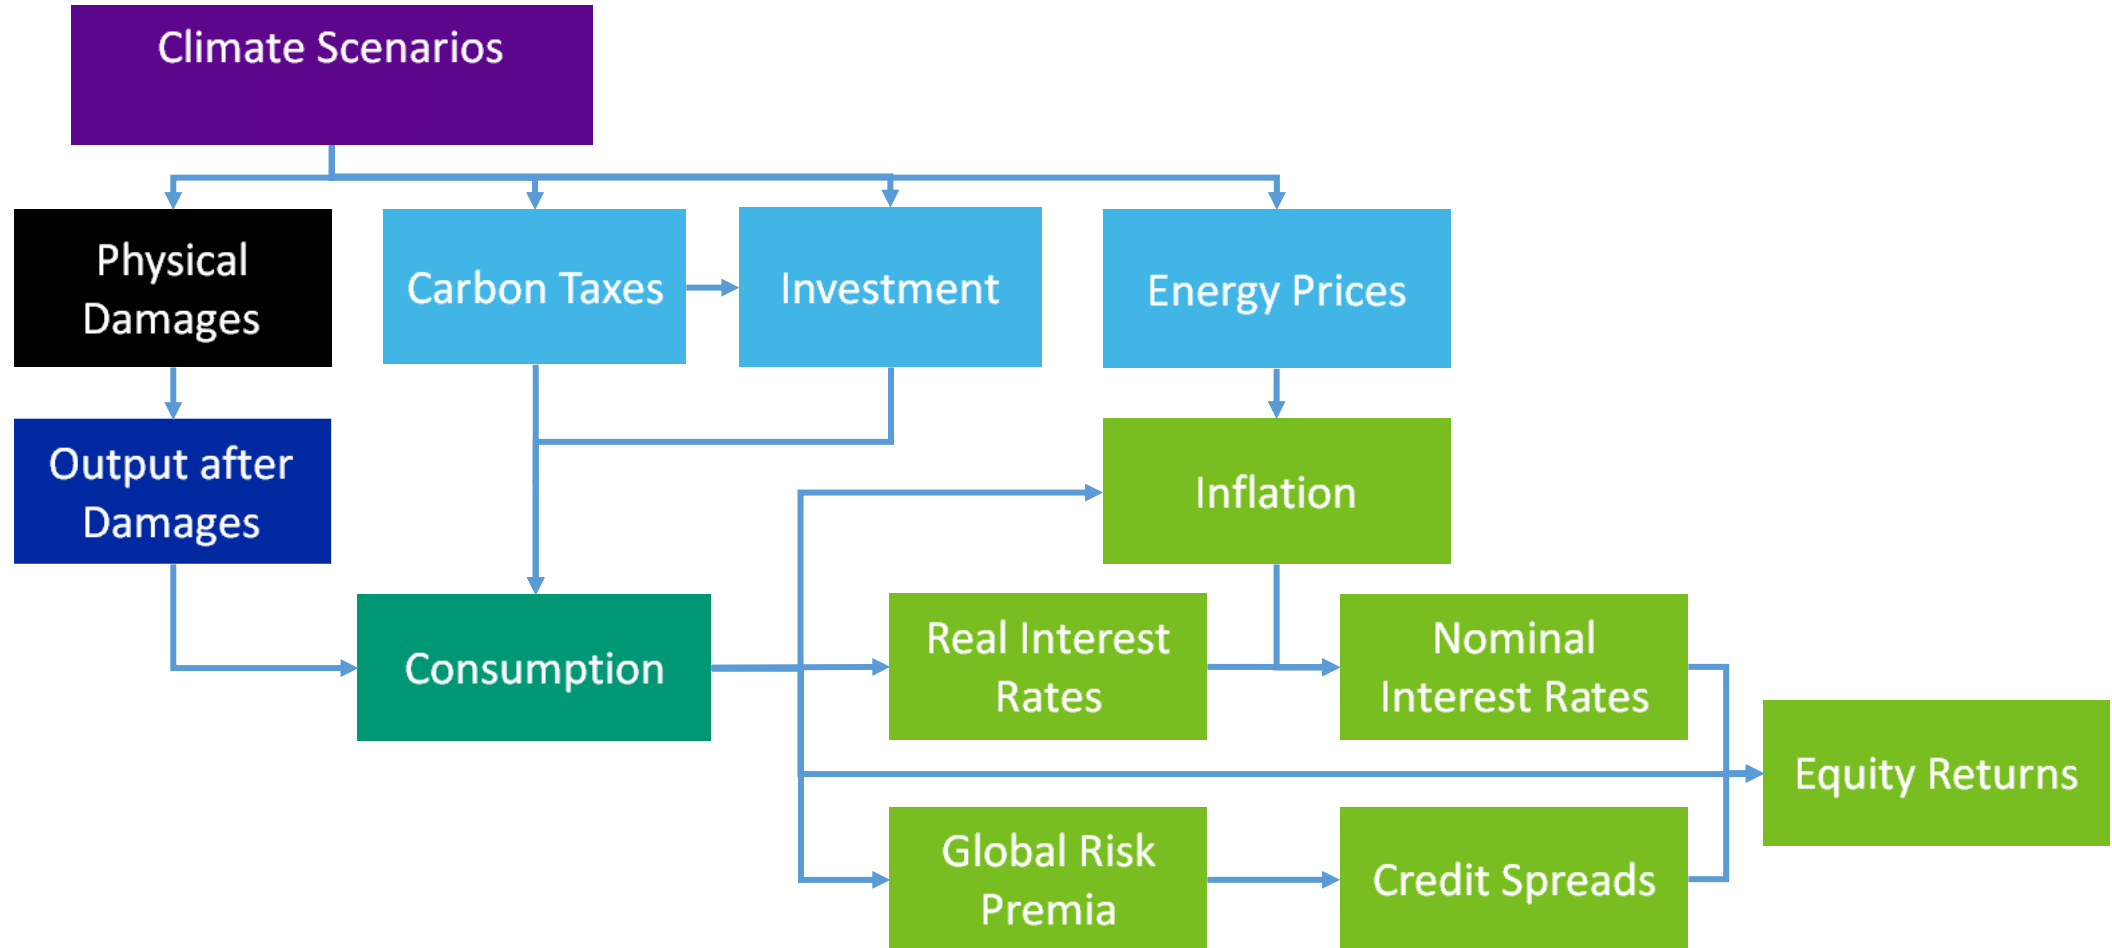 Climate Scenarios
Physical
Damages
Carbon Taxes
Investment
Energy Prices
Output after
Damages
Inflation
Consumption
Real Interest
Rates
Nominal
Interest Rates
Equity Returns
Global Risk
Premia
Credit Spreads